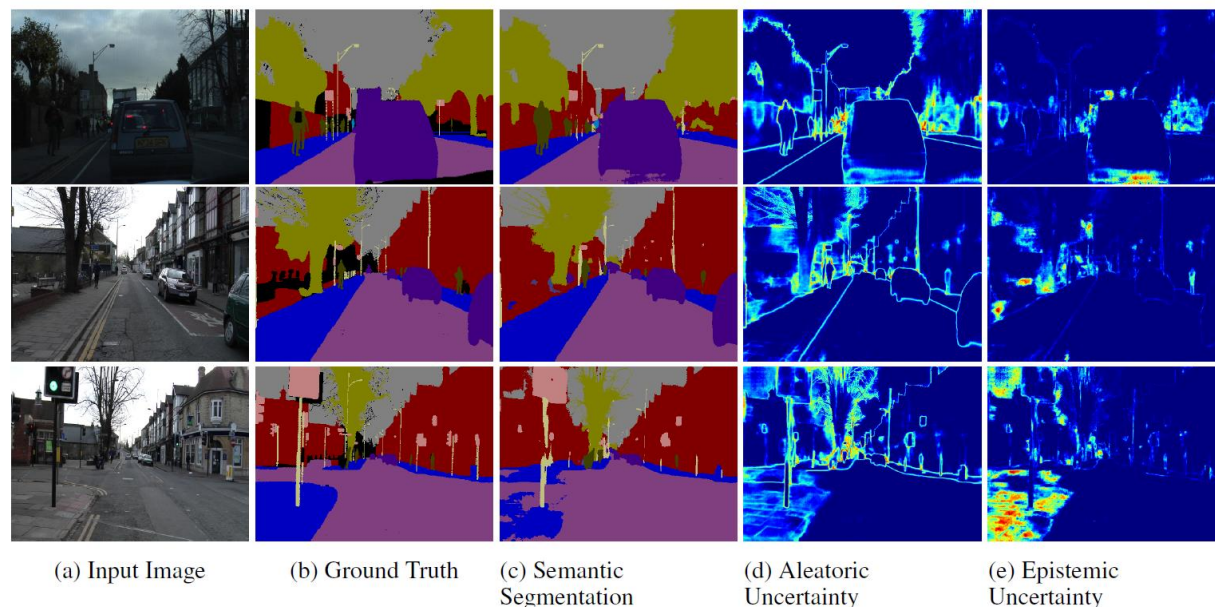 (a) Input Image
(b) Ground Truth
(c) Semantic
Segmentation
(d) Aleatoric
Uncertainty
(e) Epistemic
Uncertainty